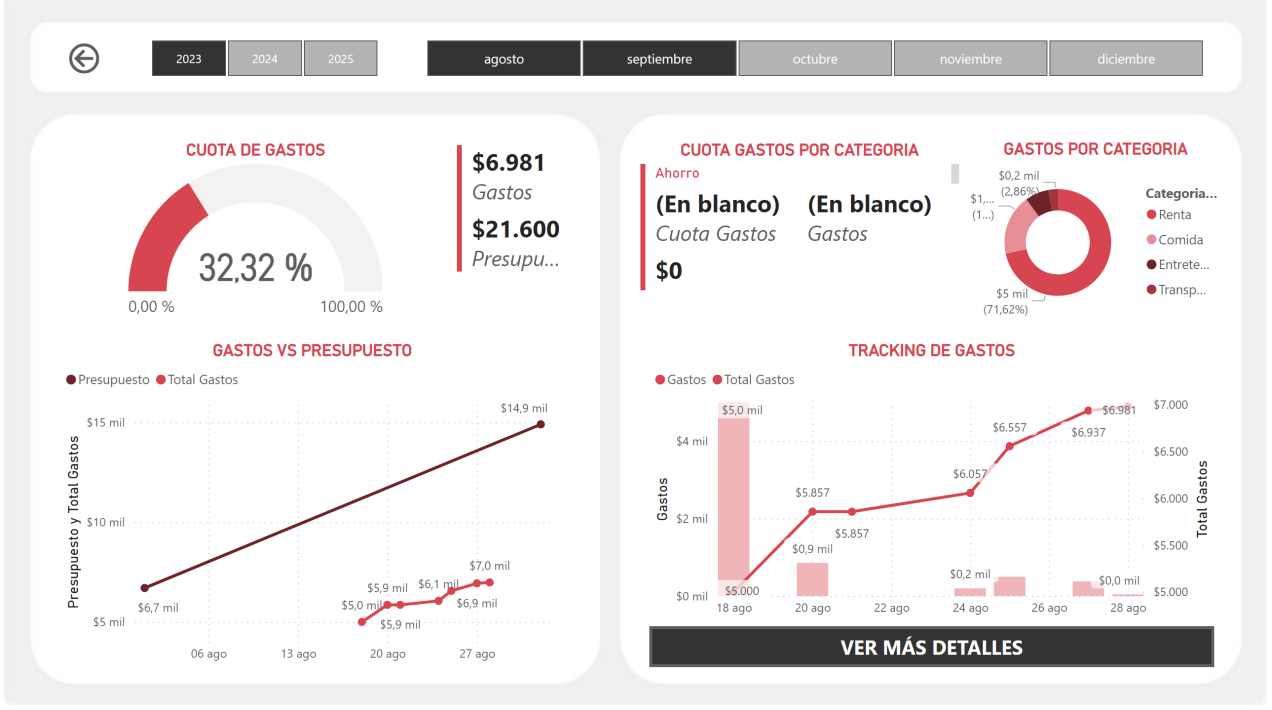 2023
2024
2025
agosto
septiembre
octubre
noviembre
diciembre
CUOTA DE GASTOS
32,32 %
0,00 %
100,00 %
$6.981
Gastos
$21.600
Presupu...
CUOTA GASTOS POR CATEGORIA
Ahorro
(En blanco) (En blanco)
Cuota Gastos Gastos
$0
GASTOS POR CATEGORIA
$0,2 mil
(2,86%)
$1,...
(1...)
$5 mil
(71,62%)
Categoria...
Renta
Comida
Entrete...
Transp...
GASTOS VS PRESUPUESTO
Presupuesto Total Gastos
Presupuesto y Total Gastos
$15 mil
$10 mil
$5 mil
$14,9 mil
$6,7 mil
$5,0 mil
$5,9 mil
$5,9 mil
$6,1 mil
$6,9 mil
$7,0 mil
06 ago
13 ago
20 ago
27 ago
TRACKING DE GASTOS
Gastos Total Gastos
Gastos
$4 mil
$2 mil
$0 mil
$5,0 mil
$5.000
$5.857
$0,9 mil
$5.857
$6.057
$0,2 mil
$6.557
$6.937
$6.981
$0,0 mil
$7.000
$6.500
$6.000
$5.500
$5.000
Total Gastos
18 ago
20 ago
22 ago
24 ago
26 ago
28 ago
VER MÁS DETALLES